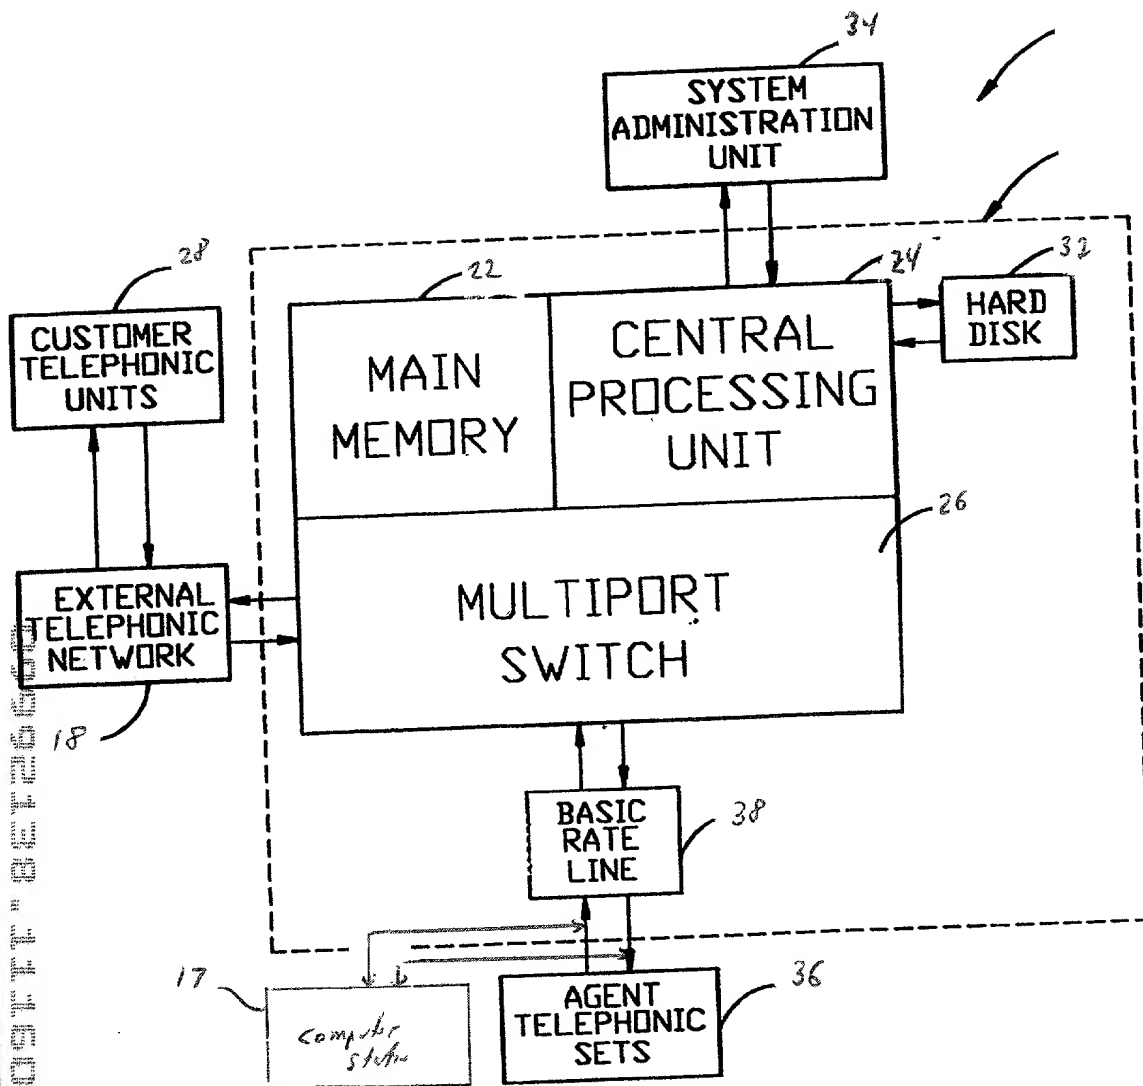 34
SYSTEM
ADMINISTRATION
UNIT
28
22
24
32
CUSTOMER
TELEPHONIC
UNITS
MAIN
MEMORY
CENTRAL
PROCESSING
UNIT
HARD
DISK
26
EXTERNAL
TELEPHONIC
NETWORK
18
MULTIPORT
SWITCH
BASIC
RATE
LINE
38
17
computer
station
AGENT
TELEPHONIC
SETS
36